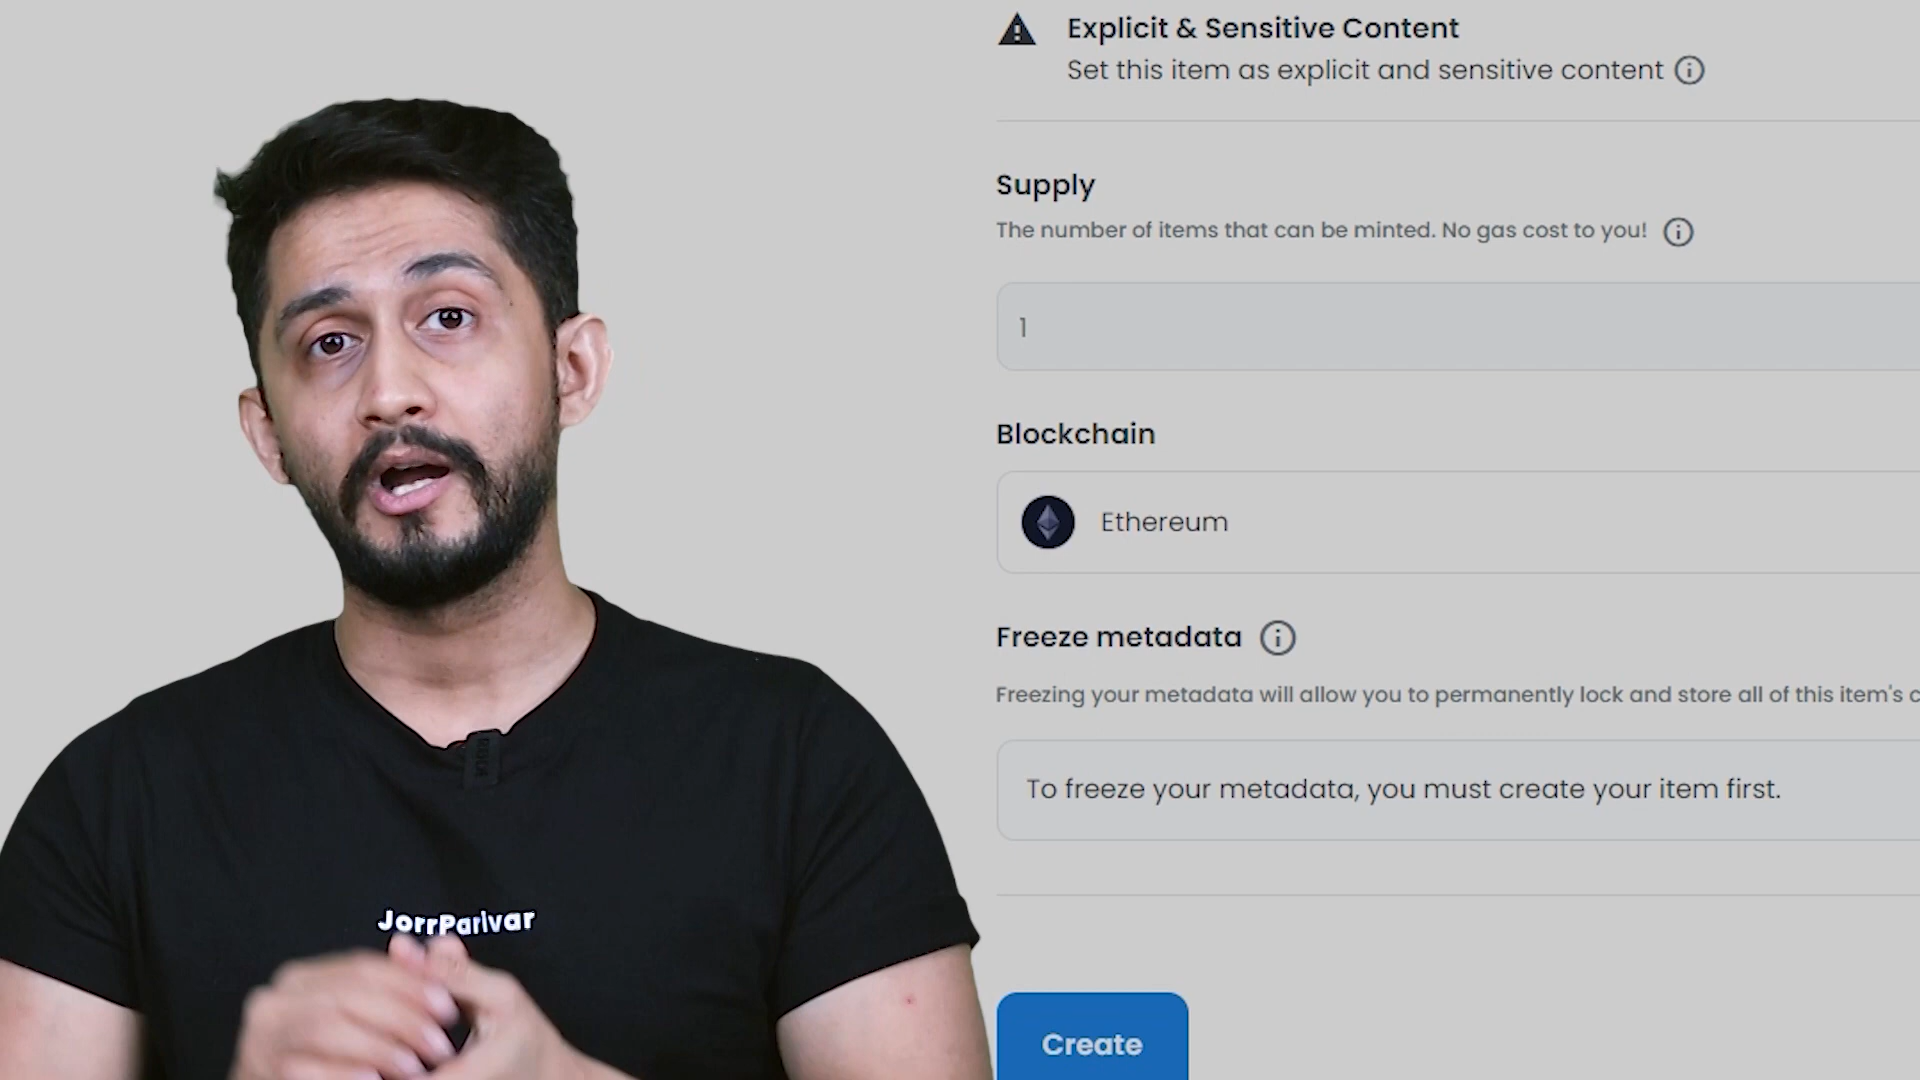 Explicit & Sensitive Content
Set this item as explicit and sensitive content
Supply
The number of items that can be minted. No gas cost to you!
1
Blockchain
Ethereum
Freeze metadata
Freezing your metadata will allow you to permanently lock and store all of this item's c
To freeze your metadata, you must create your item first.
Create
JorrParivar